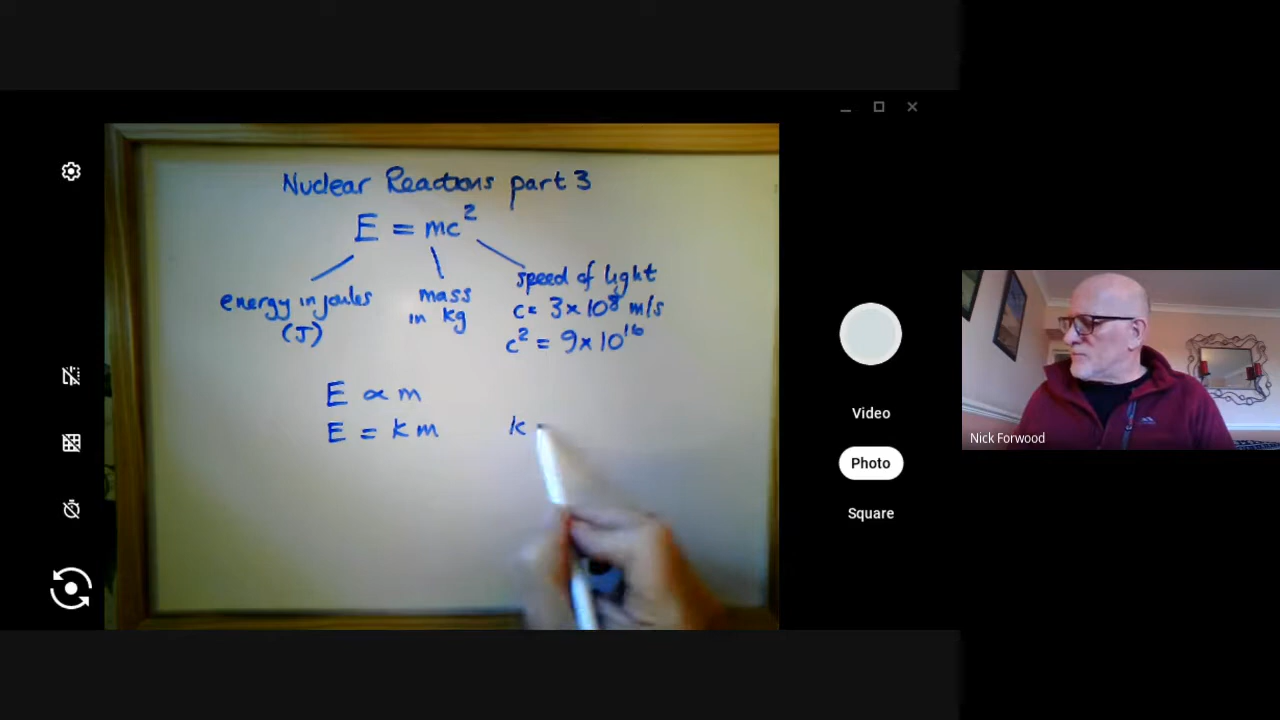 Nuclear Reactions part 3
E = mc²
energy in joules
(J)
mass
in kg
speed of light
c = 3×10⁸ m/s
c² = 9×10¹⁶
E ∝ m
E = k m
k
Video
Photo
Square
Nick Forwood